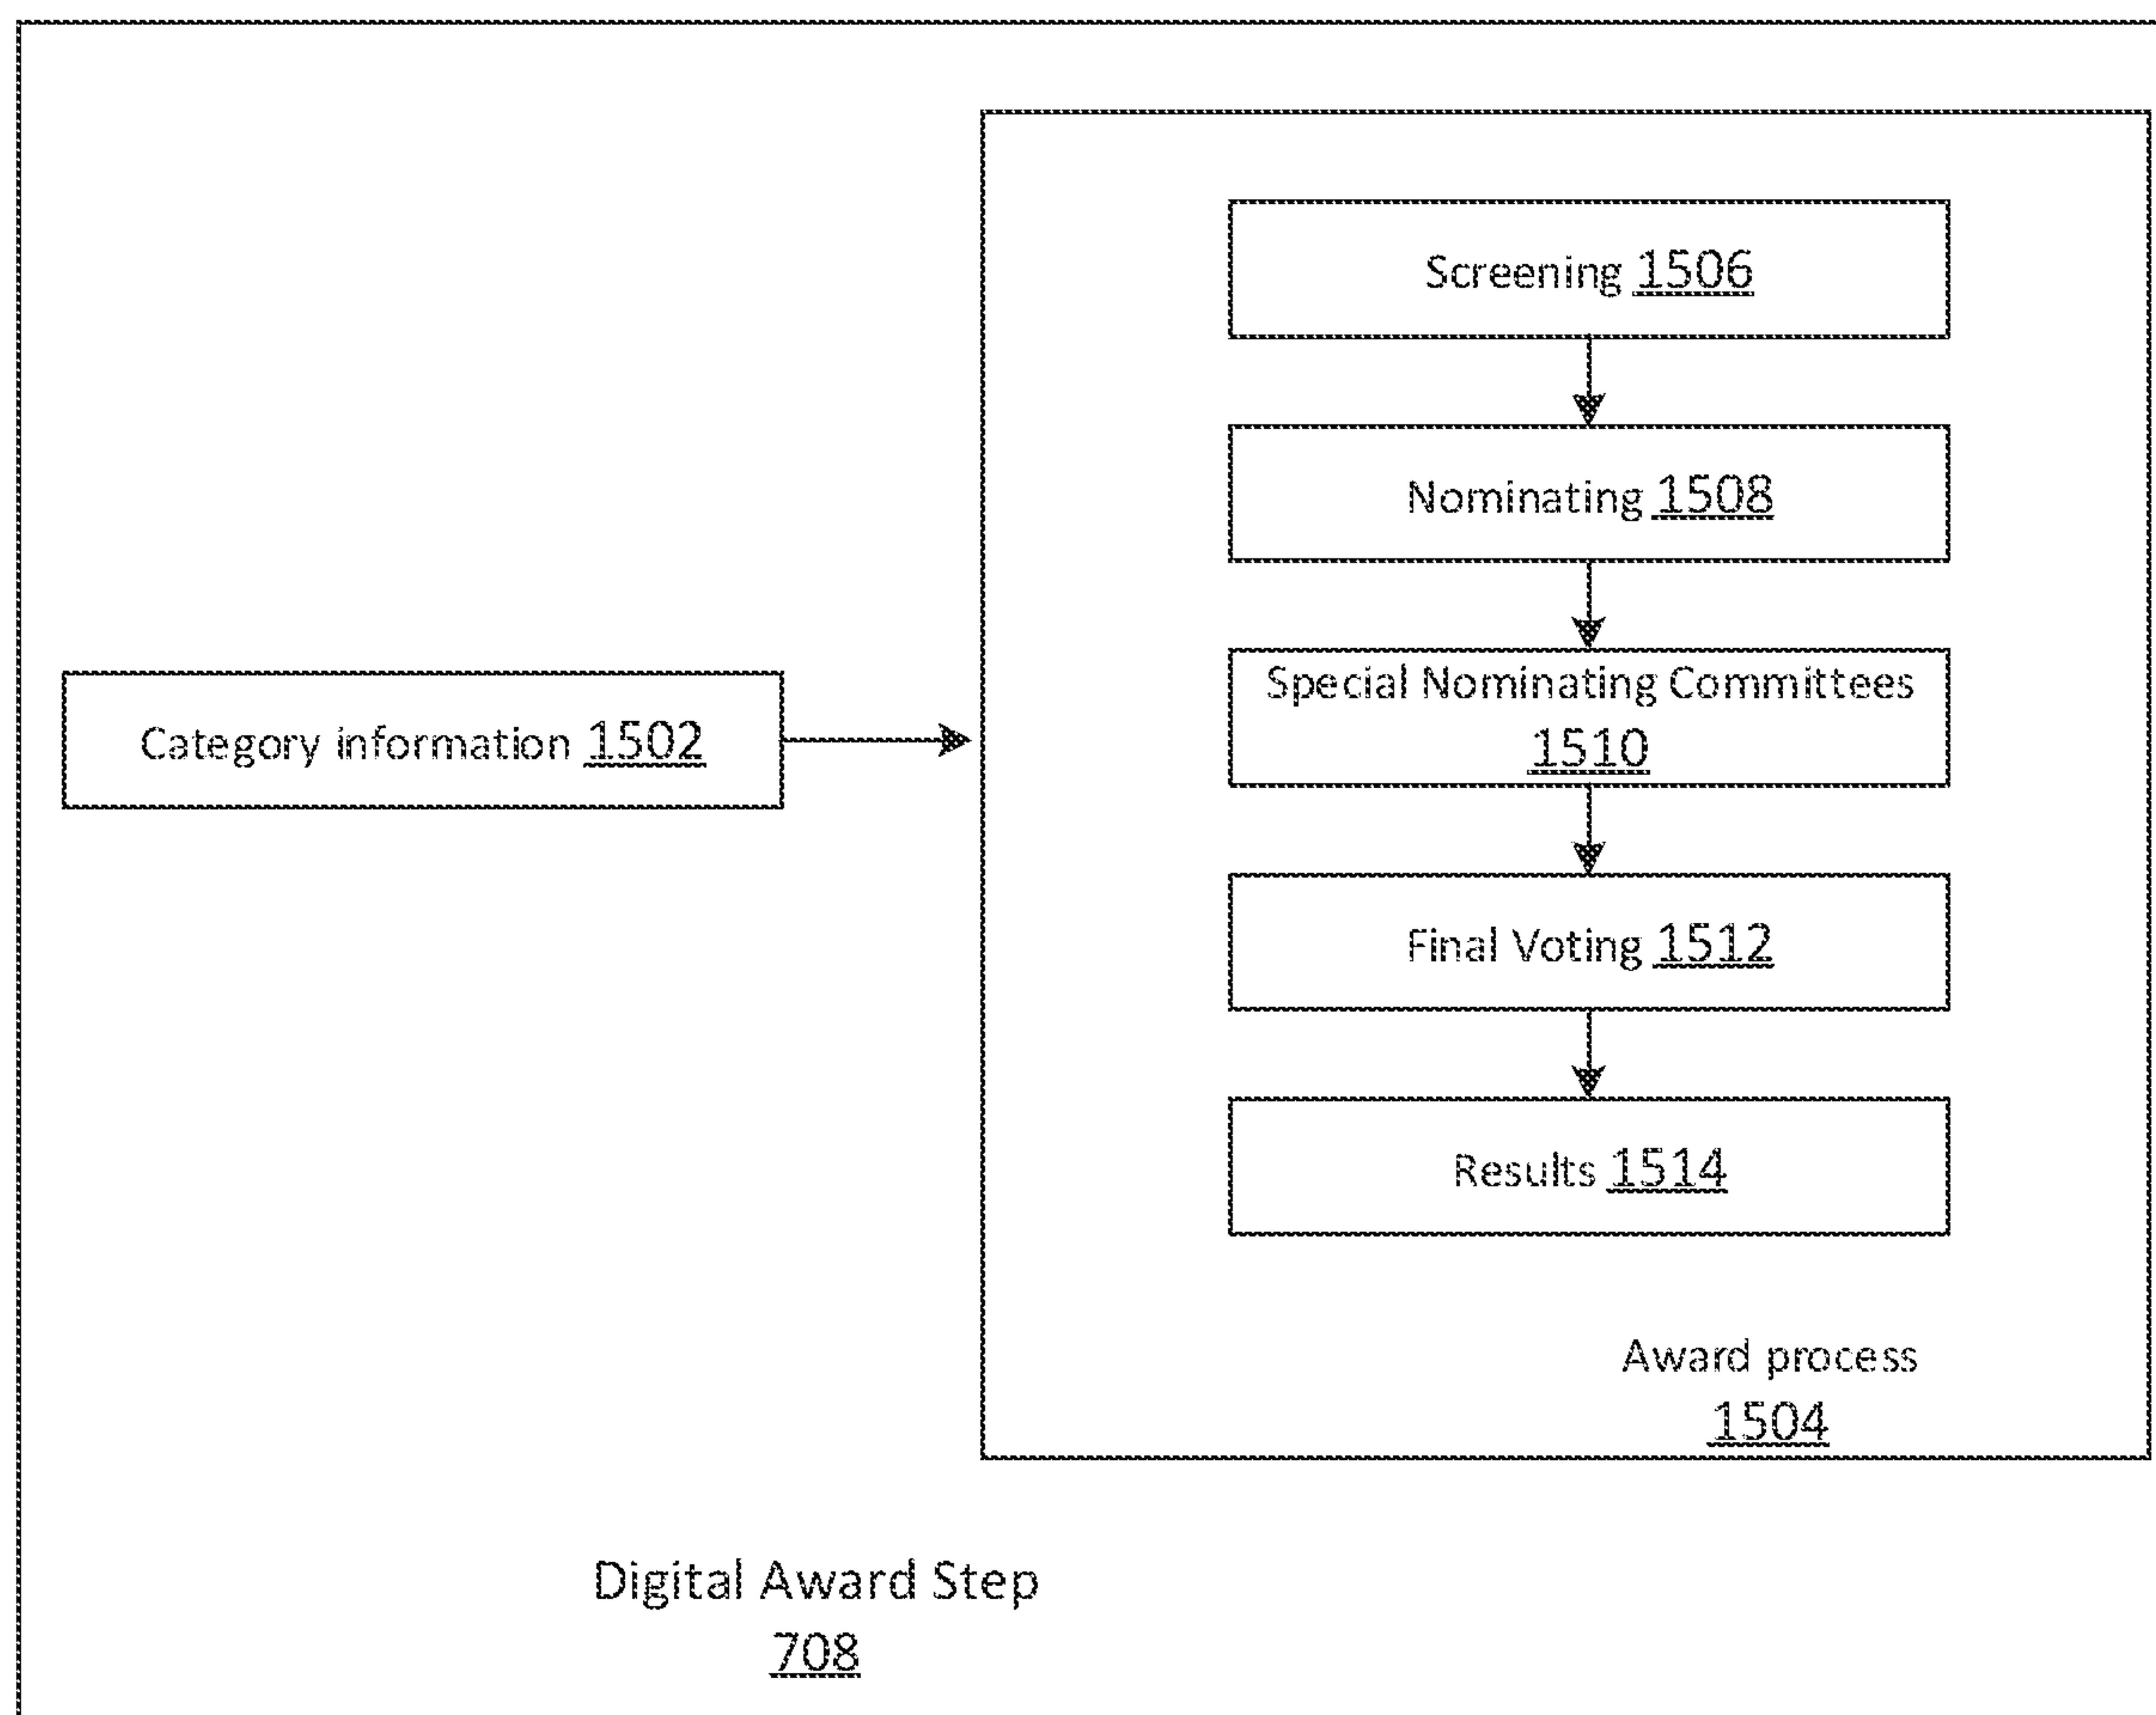 Screening 1506
Nominating 1508
Special Nominating Committees
1510
Category information 1502
Final Voting 1512
Results 1514
Award process
1504
Digital Award Step
708